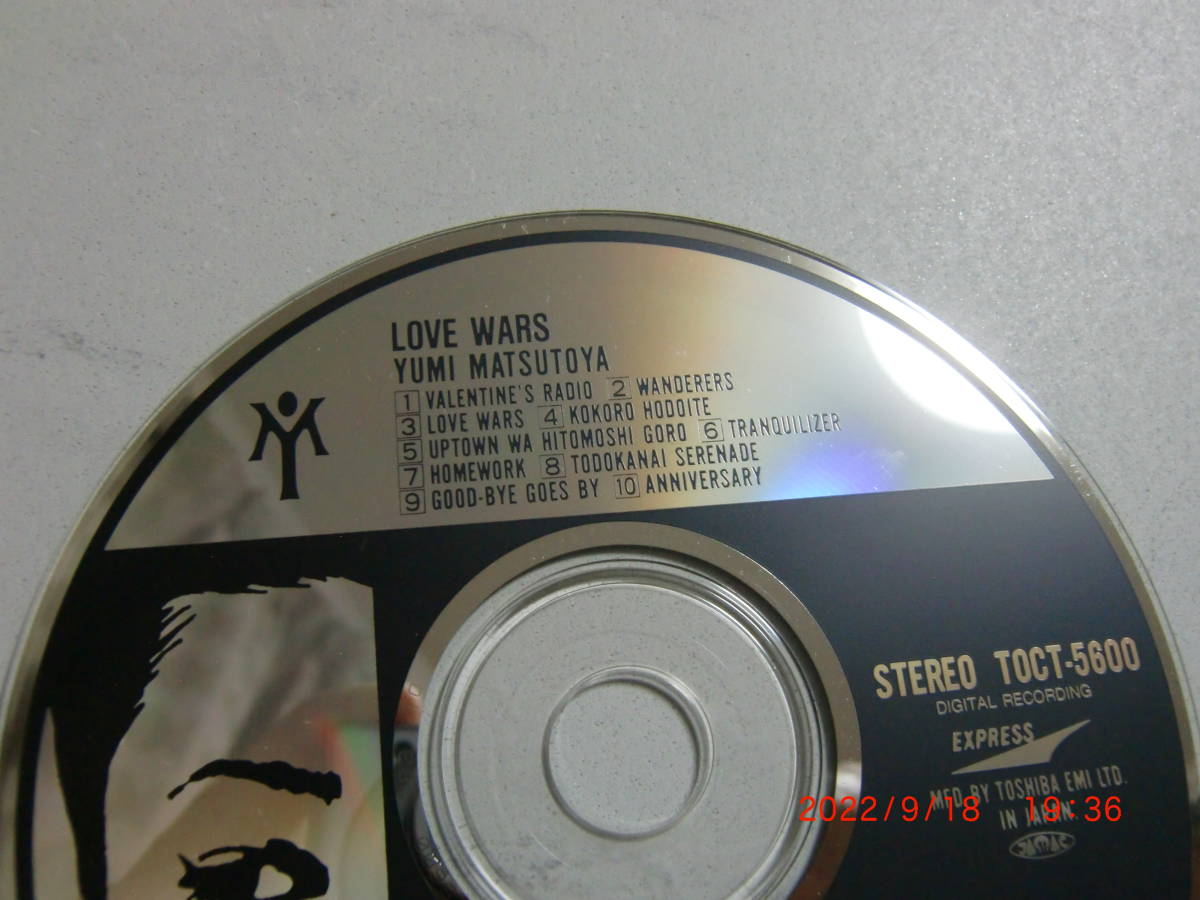 LOVE WARS
YUMI MATSUTOYA
1 VALENTINE'S RADIO 2 WANDERERS
3 LOVE WARS 4 KOKORO HODOITE
5 UPTOWN WA HITOMOSHI GORO 6 TRANQUILIZER
7 HOMEWORK 8 TODOKANAI SERENADE
9 GOOD-BYE GOES BY 10 ANNIVERSARY
STEREO TOCT-5600
DIGITAL RECORDING
EXPRESS
MFD. BY TOSHIBA EMI LTD.
IN JAPAN.
JASRAC
2022/9/18 19:36